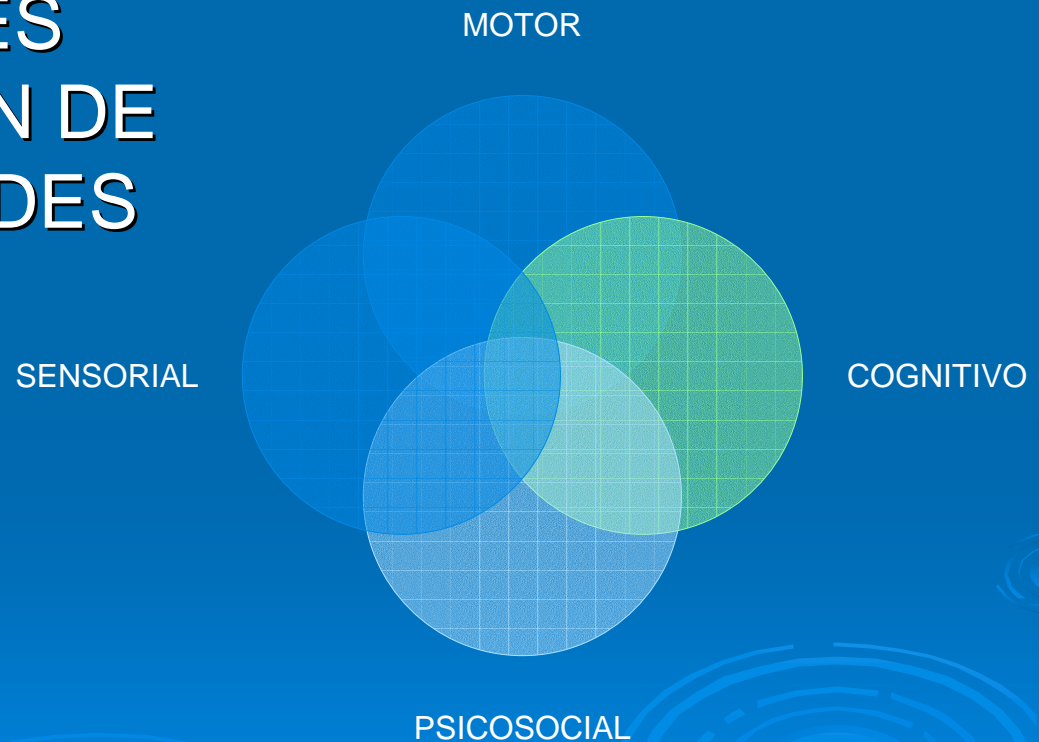 ES
N DE
DES
MOTOR
SENSORIAL
COGNITIVO
PSICOSOCIAL